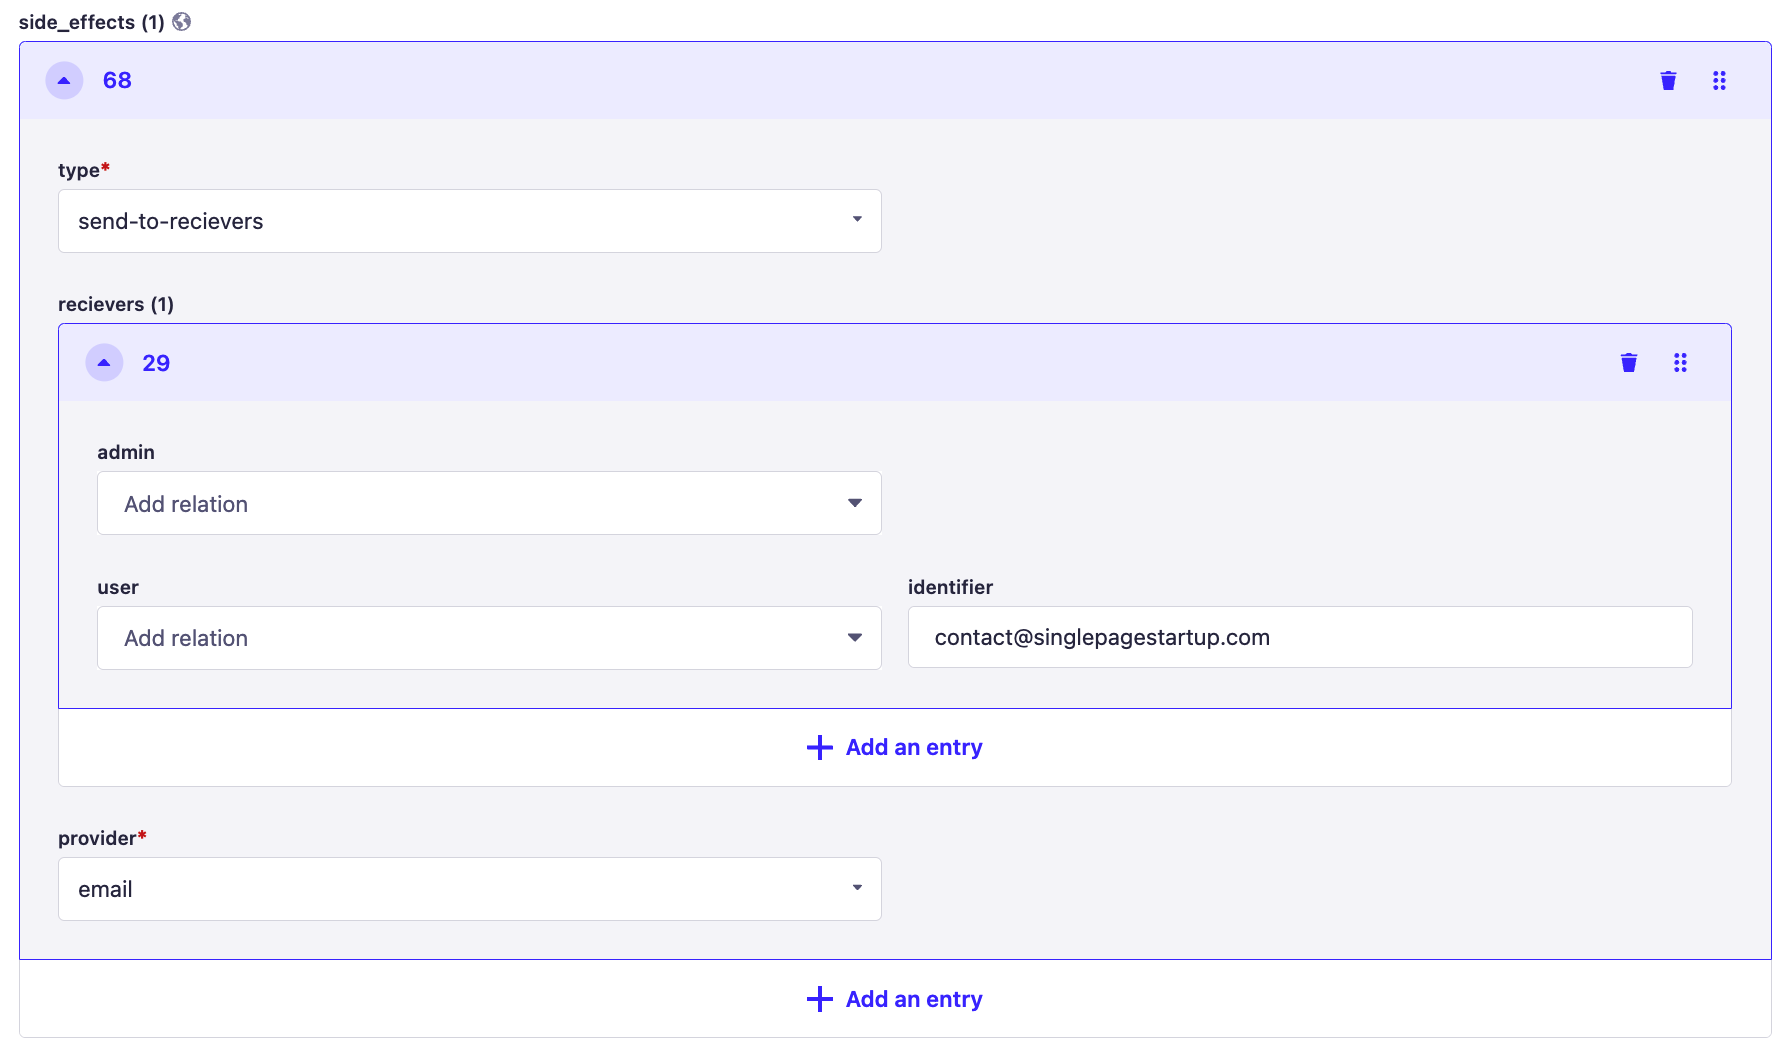 side_effects (1)
68
type*
send-to-recievers
recievers (1)
29
admin
Add relation
user
identifier
Add relation
contact@singlepagestartup.com
Add an entry
provider*
email
Add an entry